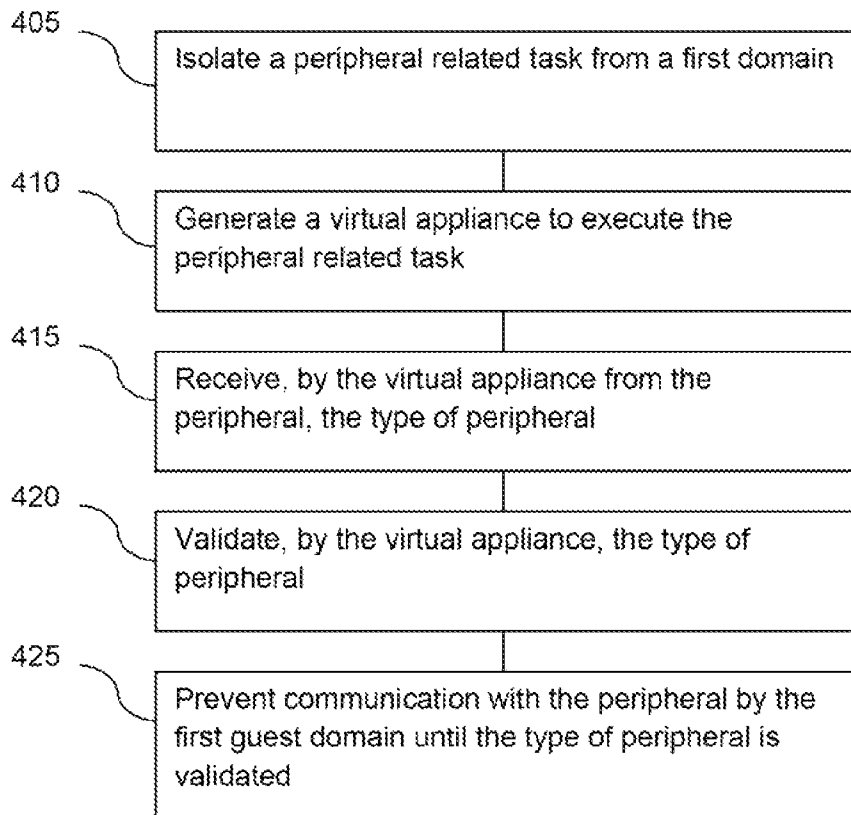 405
Isolate a peripheral related task from a first domain
410
Generate a virtual appliance to execute the
peripheral related task
415
Receive, by the virtual appliance from the
peripheral, the type of peripheral
420
Validate, by the virtual appliance, the type of
peripheral
425
Prevent communication with the peripheral by the
first guest domain until the type of peripheral is
validated